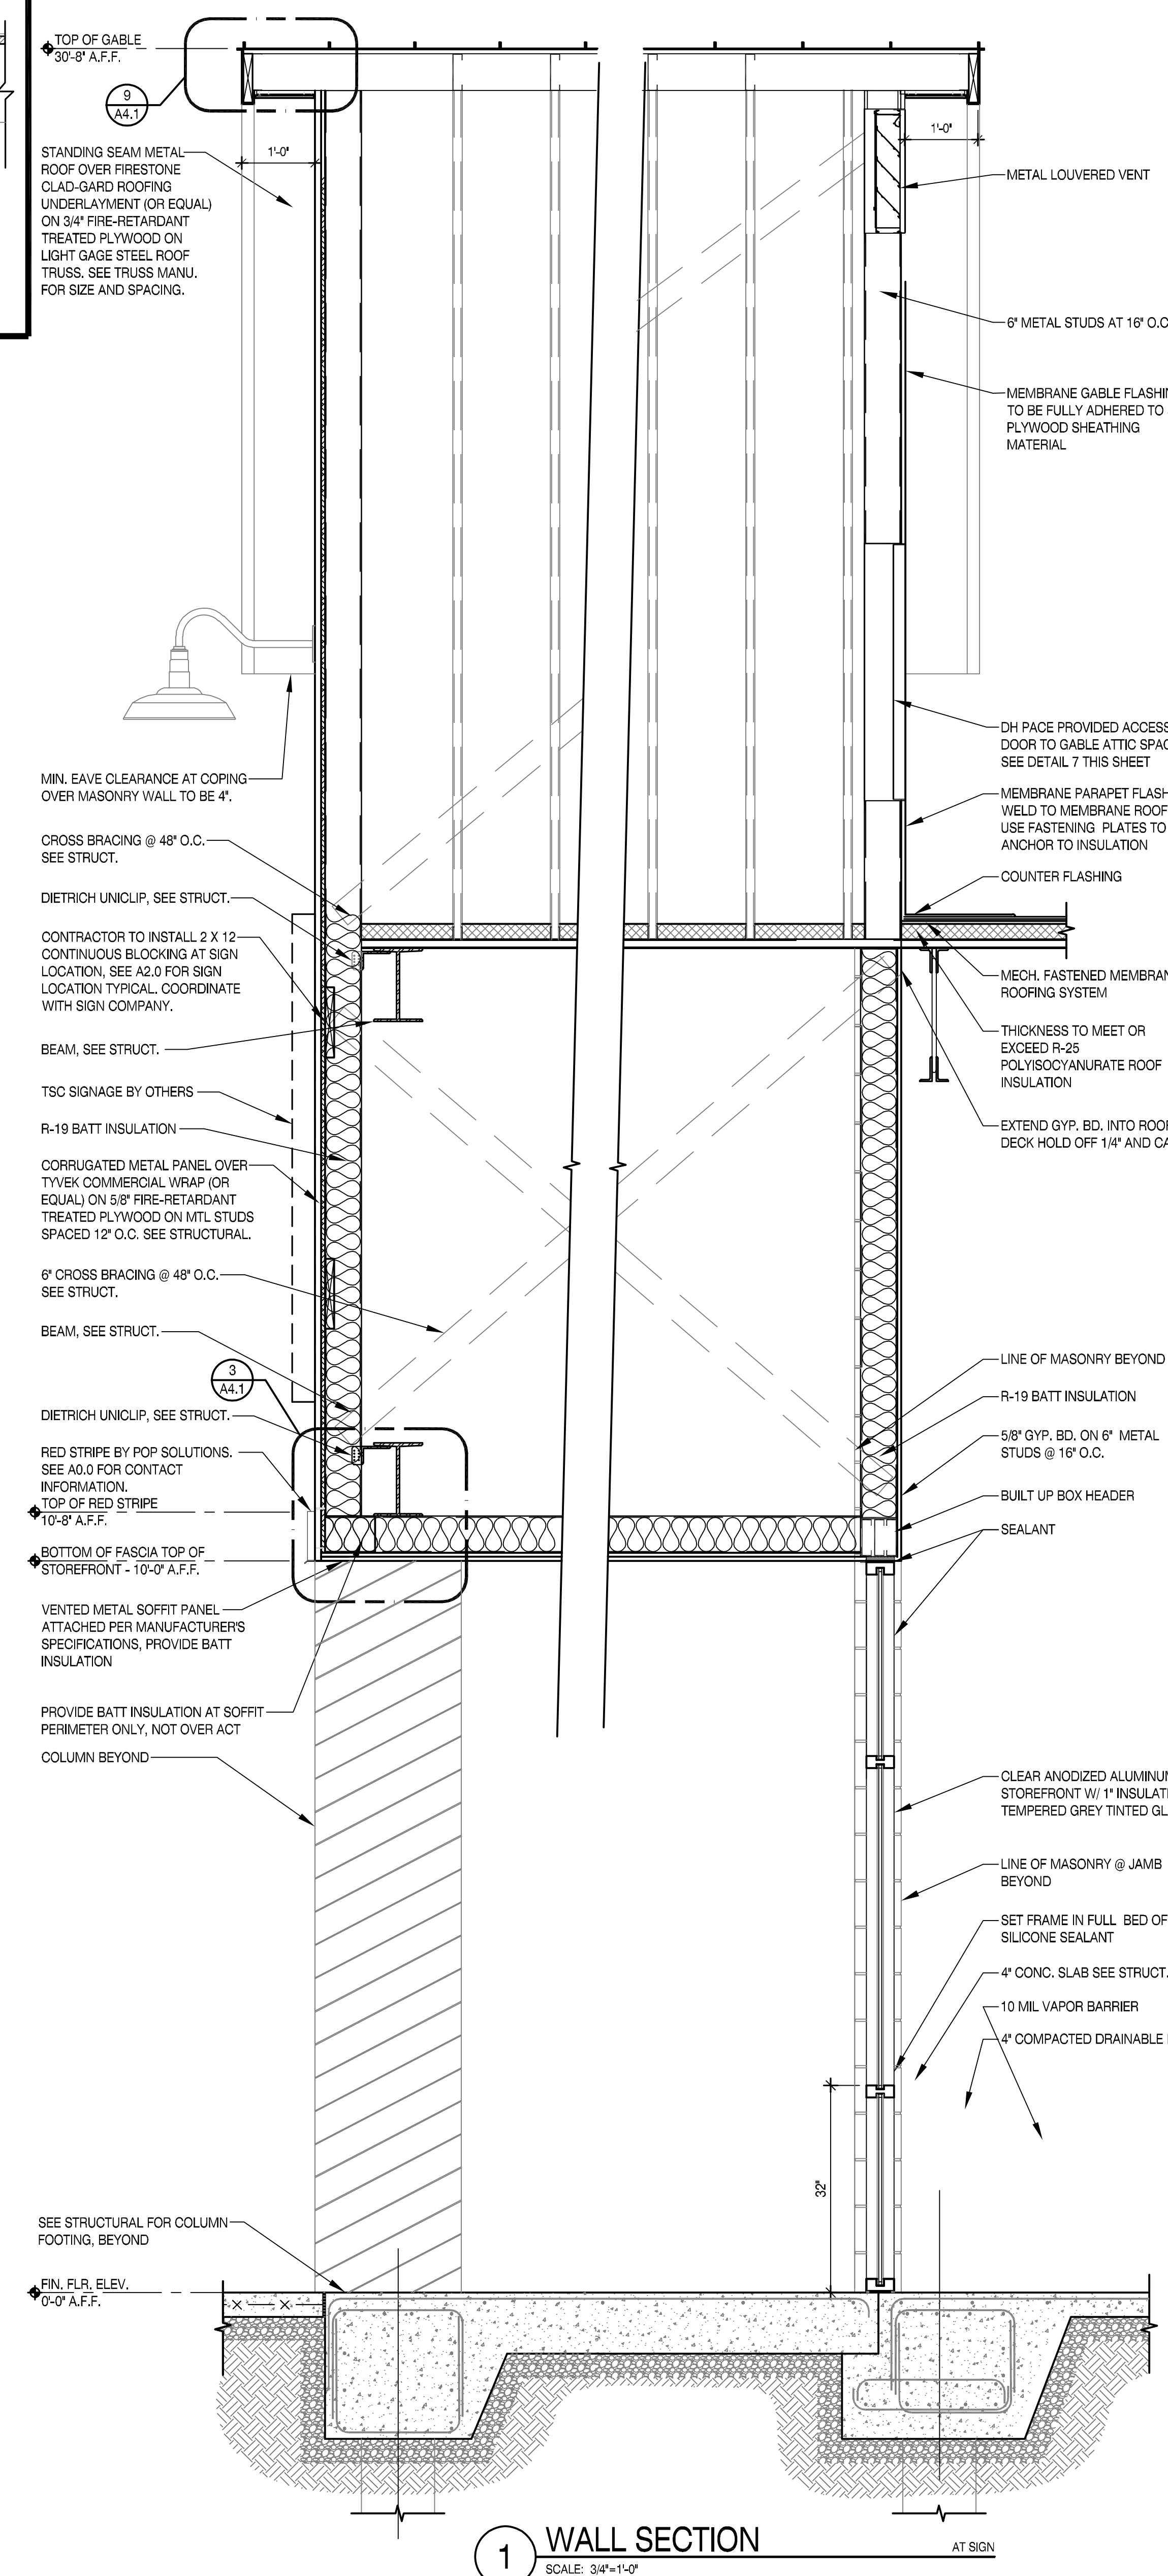 TOP OF GABLE
30'-8" A.F.F.
9
A4.1
1'-0"
STANDING SEAM METAL
ROOF OVER FIRESTONE
CLAD-GARD ROOFING
UNDERLAYMENT (OR EQUAL)
ON 3/4" FIRE-RETARDANT
TREATED PLYWOOD ON
LIGHT GAGE STEEL ROOF
TRUSS. SEE TRUSS MANU.
FOR SIZE AND SPACING.
MIN. EAVE CLEARANCE AT COPING
OVER MASONRY WALL TO BE 4".
CROSS BRACING @ 48" O.C.
SEE STRUCT.
DIETRICH UNICLIP, SEE STRUCT.
CONTRACTOR TO INSTALL 2 X 12
CONTINUOUS BLOCKING AT SIGN
LOCATION, SEE A2.0 FOR SIGN
LOCATION TYPICAL. COORDINATE
WITH SIGN COMPANY.
BEAM, SEE STRUCT.
TSC SIGNAGE BY OTHERS
R-19 BATT INSULATION
CORRUGATED METAL PANEL OVER
TYVEK COMMERCIAL WRAP (OR
EQUAL) ON 5/8" FIRE-RETARDANT
TREATED PLYWOOD ON MTL STUDS
SPACED 12" O.C. SEE STRUCTURAL.
6" CROSS BRACING @ 48" O.C.
SEE STRUCT.
BEAM, SEE STRUCT.
3
A4.1
DIETRICH UNICLIP, SEE STRUCT.
RED STRIPE BY POP SOLUTIONS.
SEE A0.0 FOR CONTACT
INFORMATION.
TOP OF RED STRIPE
10'-8" A.F.F.
BOTTOM OF FASCIA TOP OF
STOREFRONT - 10'-0" A.F.F.
VENTED METAL SOFFIT PANEL
ATTACHED PER MANUFACTURER'S
SPECIFICATIONS, PROVIDE BATT
INSULATION
PROVIDE BATT INSULATION AT SOFFIT
PERIMETER ONLY, NOT OVER ACT
COLUMN BEYOND
SEE STRUCTURAL FOR COLUMN
FOOTING, BEYOND
FIN. FLR. ELEV.
0'-0" A.F.F.
1'-0"
METAL LOUVERED VENT
6" METAL STUDS AT 16" O.C
MEMBRANE GABLE FLASHIN
TO BE FULLY ADHERED TO
PLYWOOD SHEATHING
MATERIAL
DH PACE PROVIDED ACCESS
DOOR TO GABLE ATTIC SPAC
SEE DETAIL 7 THIS SHEET
MEMBRANE PARAPET FLASH
WELD TO MEMBRANE ROOF
USE FASTENING PLATES TO
ANCHOR TO INSULATION
COUNTER FLASHING
MECH. FASTENED MEMBRAN
ROOFING SYSTEM
THICKNESS TO MEET OR
EXCEED R-25
POLYISOCYANURATE ROOF
INSULATION
EXTEND GYP. BD. INTO ROOF
DECK HOLD OFF 1/4" AND CA
LINE OF MASONRY BEYOND
R-19 BATT INSULATION
5/8" GYP. BD. ON 6" METAL
STUDS @ 16" O.C.
BUILT UP BOX HEADER
SEALANT
CLEAR ANODIZED ALUMINUM
STOREFRONT W/ 1" INSULATI
TEMPERED GREY TINTED GL
LINE OF MASONRY @ JAMB
BEYOND
SET FRAME IN FULL BED OF
SILICONE SEALANT
4" CONC. SLAB SEE STRUCT.
10 MIL VAPOR BARRIER
4" COMPACTED DRAINABLE
32"
1
WALL SECTION
AT SIGN
SCALE: 3/4"=1'-0"